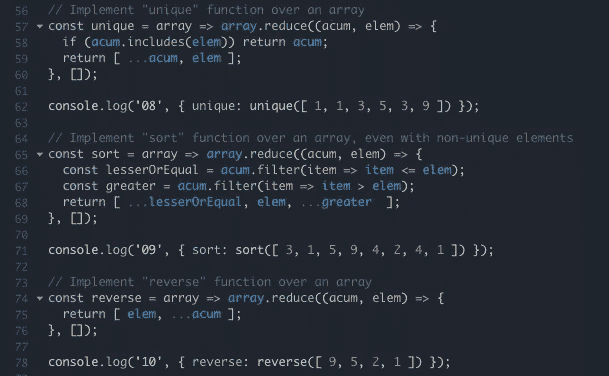 56 // Implement "unique" function over an array
57 const unique = array => array.reduce((acum, elem) => {
58 if (acum.includes(elem)) return acum;
59 return [ ...acum, elem ];
60 }, []);
61
62 console.log('08', { unique: unique([ 1, 1, 3, 5, 3, 9 ]) });
63
64 // Implement "sort" function over an array, even with non-unique elements
65 const sort = array => array.reduce((acum, elem) => {
66 const lesserOrEqual = acum.filter(item => item <= elem);
67 const greater = acum.filter(item => item > elem);
68 return [ ...lesserOrEqual, elem, ...greater ];
69 }, []);
70
71 console.log('09', { sort: sort([ 3, 1, 5, 9, 4, 2, 4, 1 ]) });
72
73 // Implement "reverse" function over an array
74 const reverse = array => array.reduce((acum, elem) => {
75 return [ elem, ...acum ];
76 }, []);
77
78 console.log('10', { reverse: reverse([ 9, 5, 2, 1 ]) });